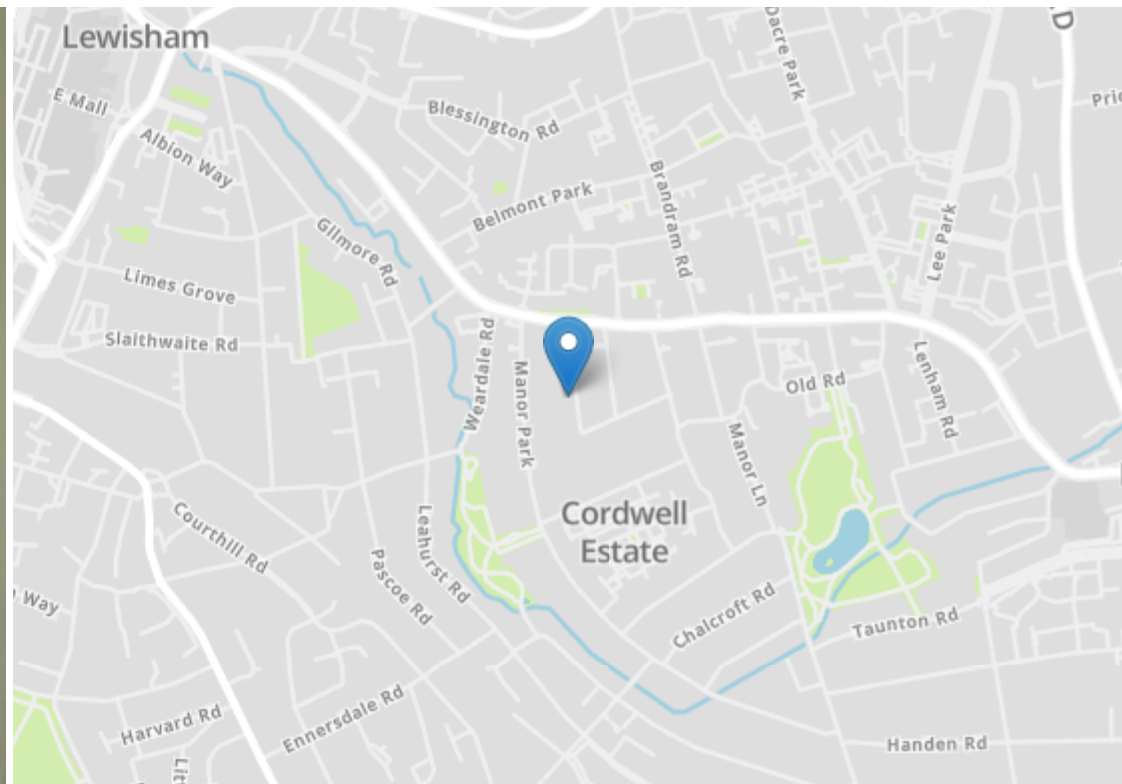 Lewisham
D
Dacre Park
E Mall
Blessington Rd
Albion Way
Belmont Park
Brandram Rd
Gilmore Rd
Lee Park
Limes Grove
Slaithwaite Rd
Weardale Rd
Manor Park
Old Rd
Lenham Rd
Manor Ln
Cordwell
Estate
Courthill Rd
Leahurst Rd
Pascoe Rd
Way
Chalcroft Rd
Taunton Rd
Harvard Rd
Ennersdale Rd
Handen Rd